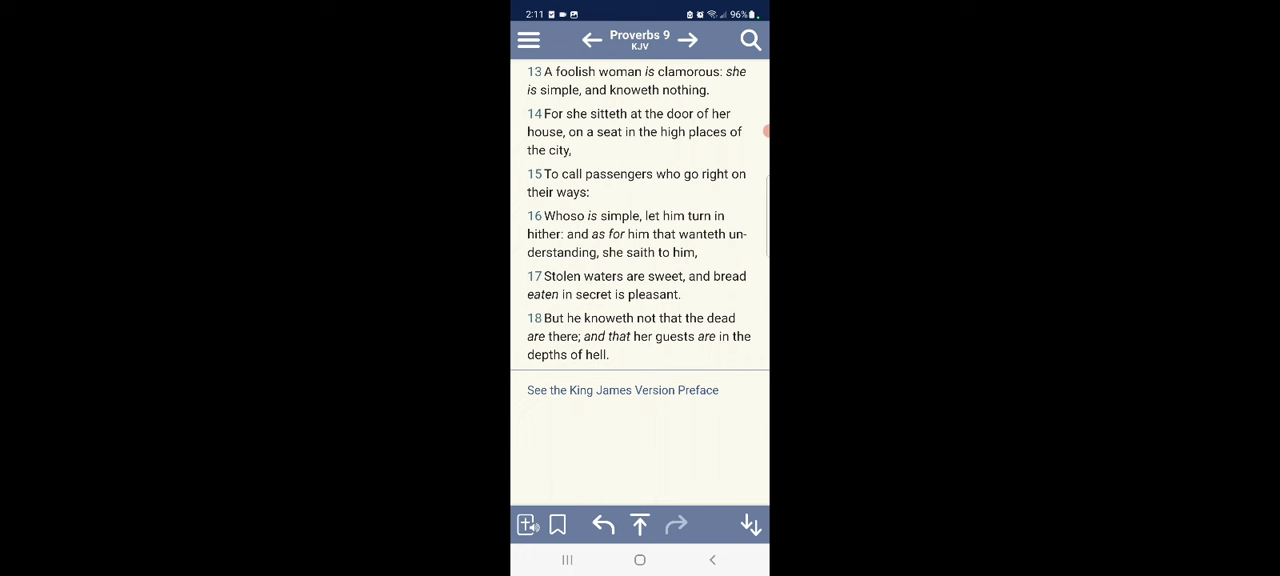 2:11 96%
Proverbs 9
KJV
13 A foolish woman is clamorous: she
is simple, and knoweth nothing.
14 For she sitteth at the door of her
house, on a seat in the high places of
the city,
15 To call passengers who go right on
their ways:
16 Whoso is simple, let him turn in
hither: and as for him that wanteth un-
derstanding, she saith to him,
17 Stolen waters are sweet, and bread
eaten in secret is pleasant.
18 But he knoweth not that the dead
are there; and that her guests are in the
depths of hell.
See the King James Version Preface